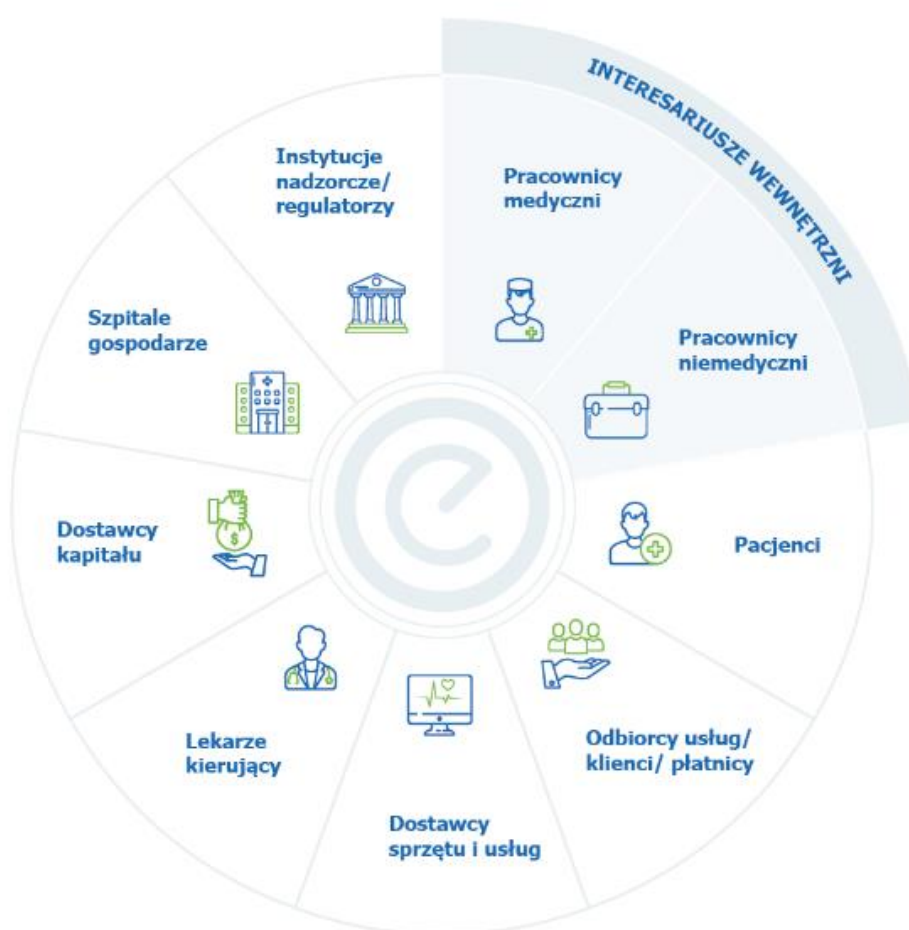 INTERESARIUSZE WEWNĘTRZNI
Instytucje
nadzorcze/
regulatorzy
Pracownicy
medyczni
Pracownicy
niemedyczni
Szpitale
gospodarze
Dostawcy
kapitału
Pacjenci
Lekarze
kierujący
Odbiorcy usług/
klienci/ płatnicy
Dostawcy
sprzętu i usług
$
e